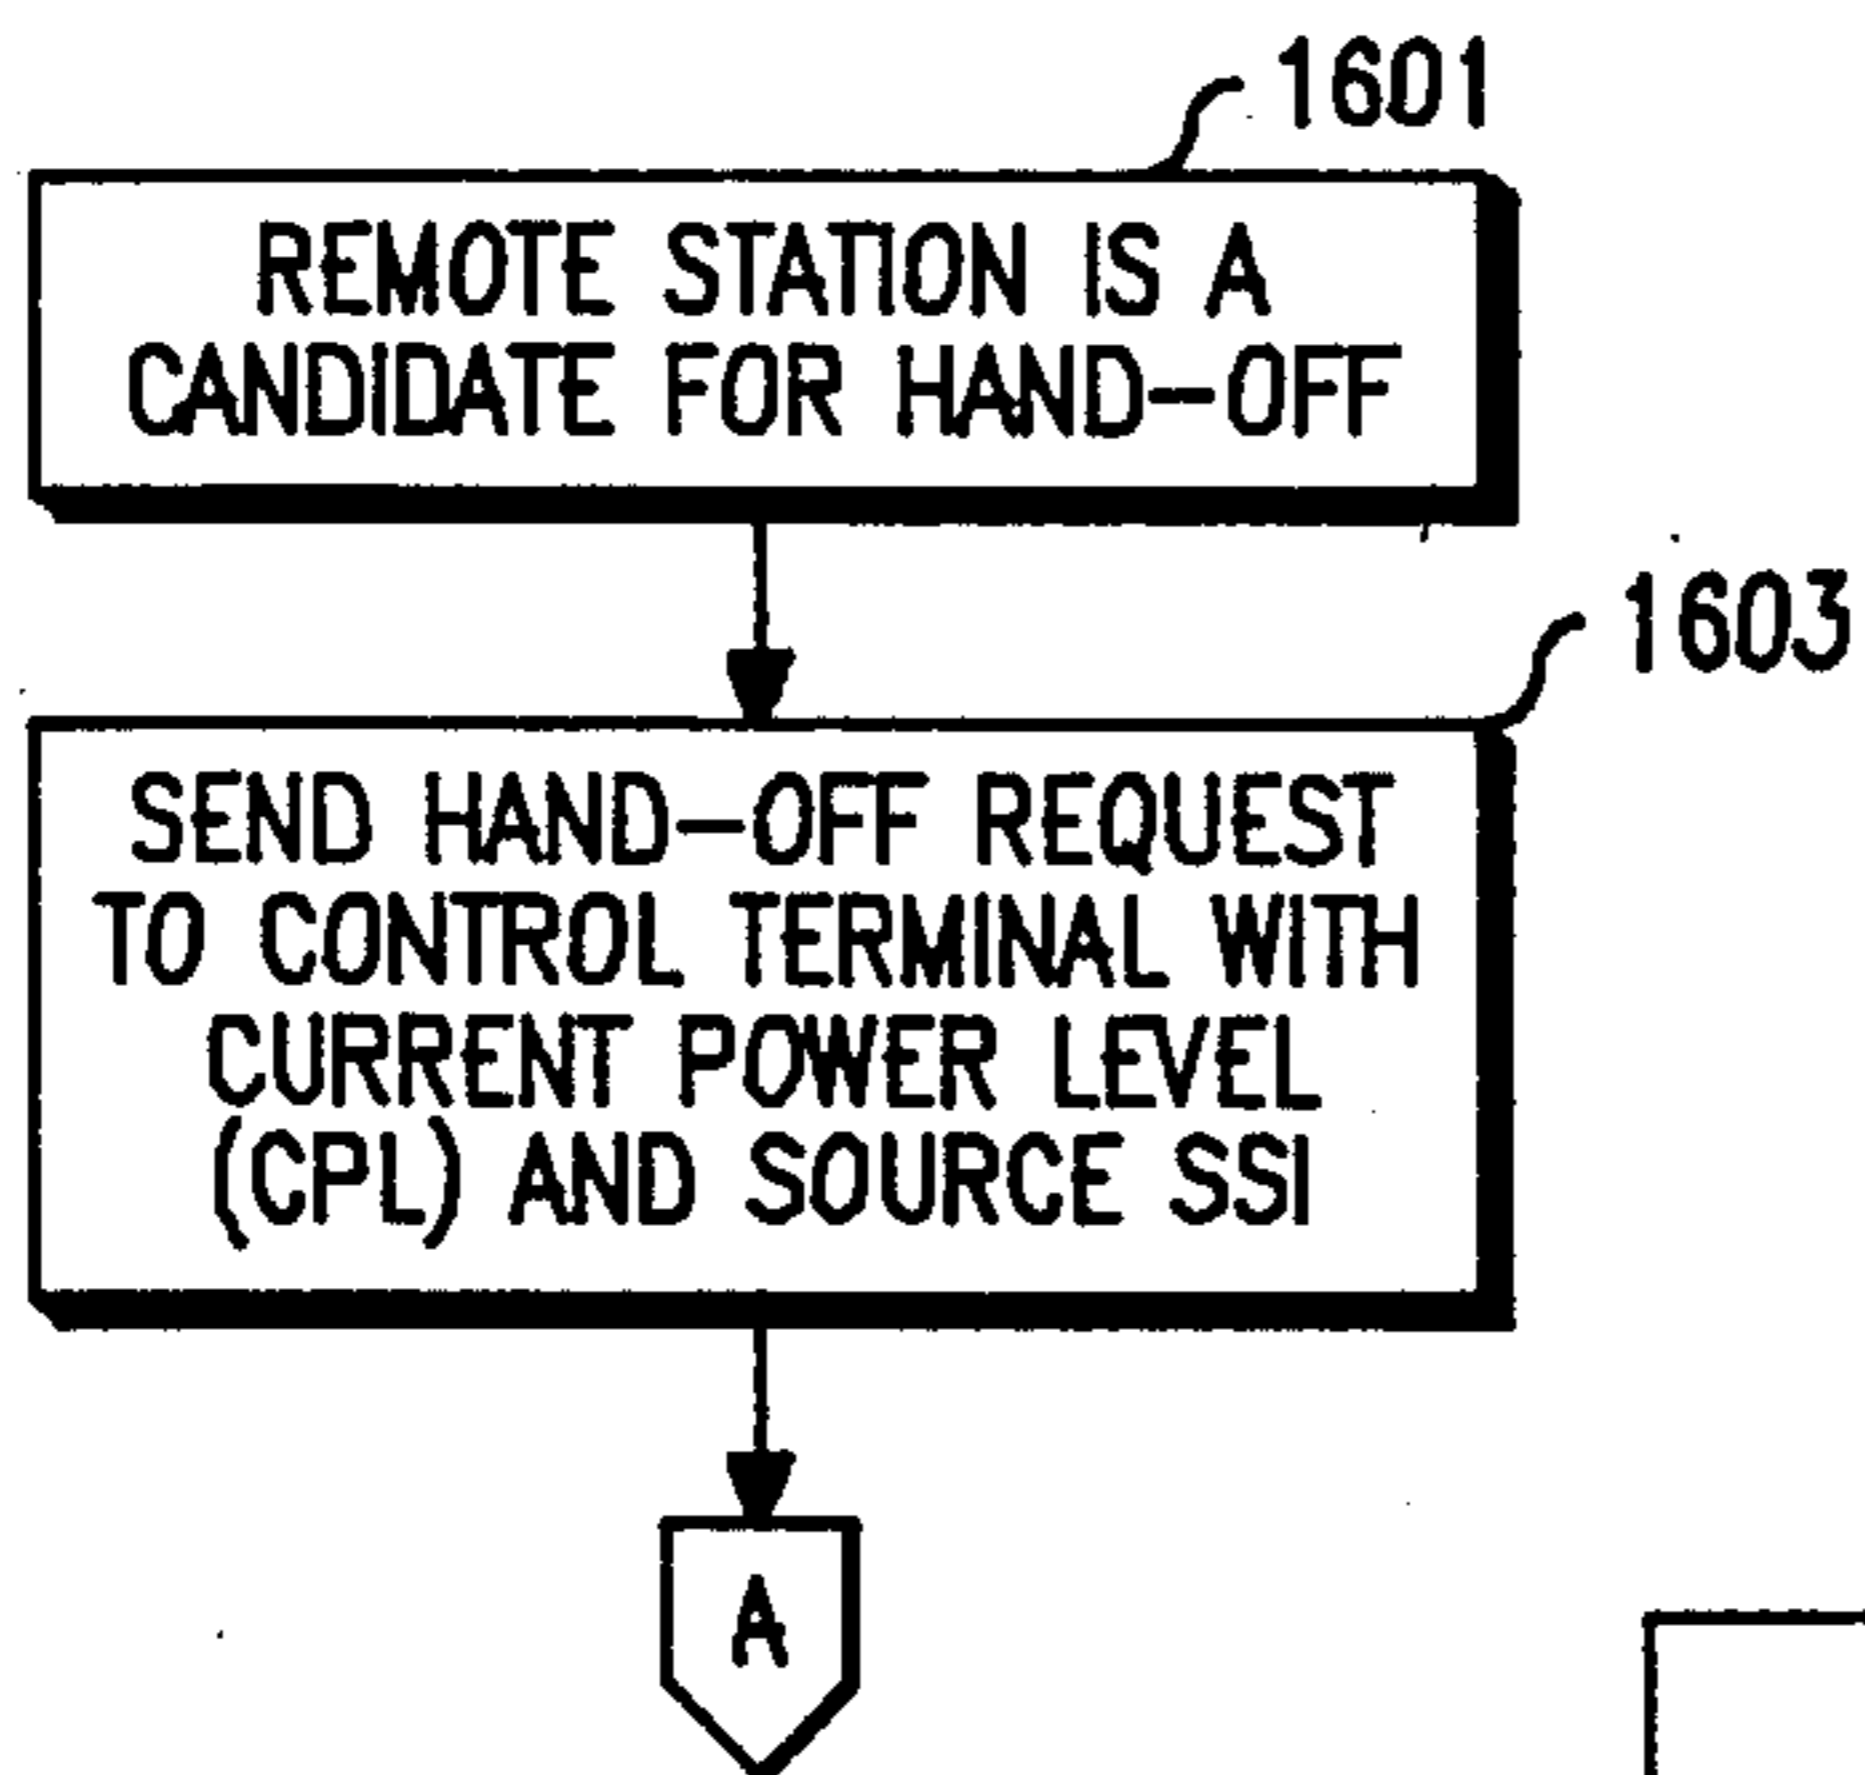 1601
REMOTE STATION IS A
CANDIDATE FOR HAND-OFF
1603
SEND HAND-OFF REQUEST
TO CONTROL TERMINAL WITH
CURRENT POWER LEVEL
(CPL) AND SOURCE SSI
A